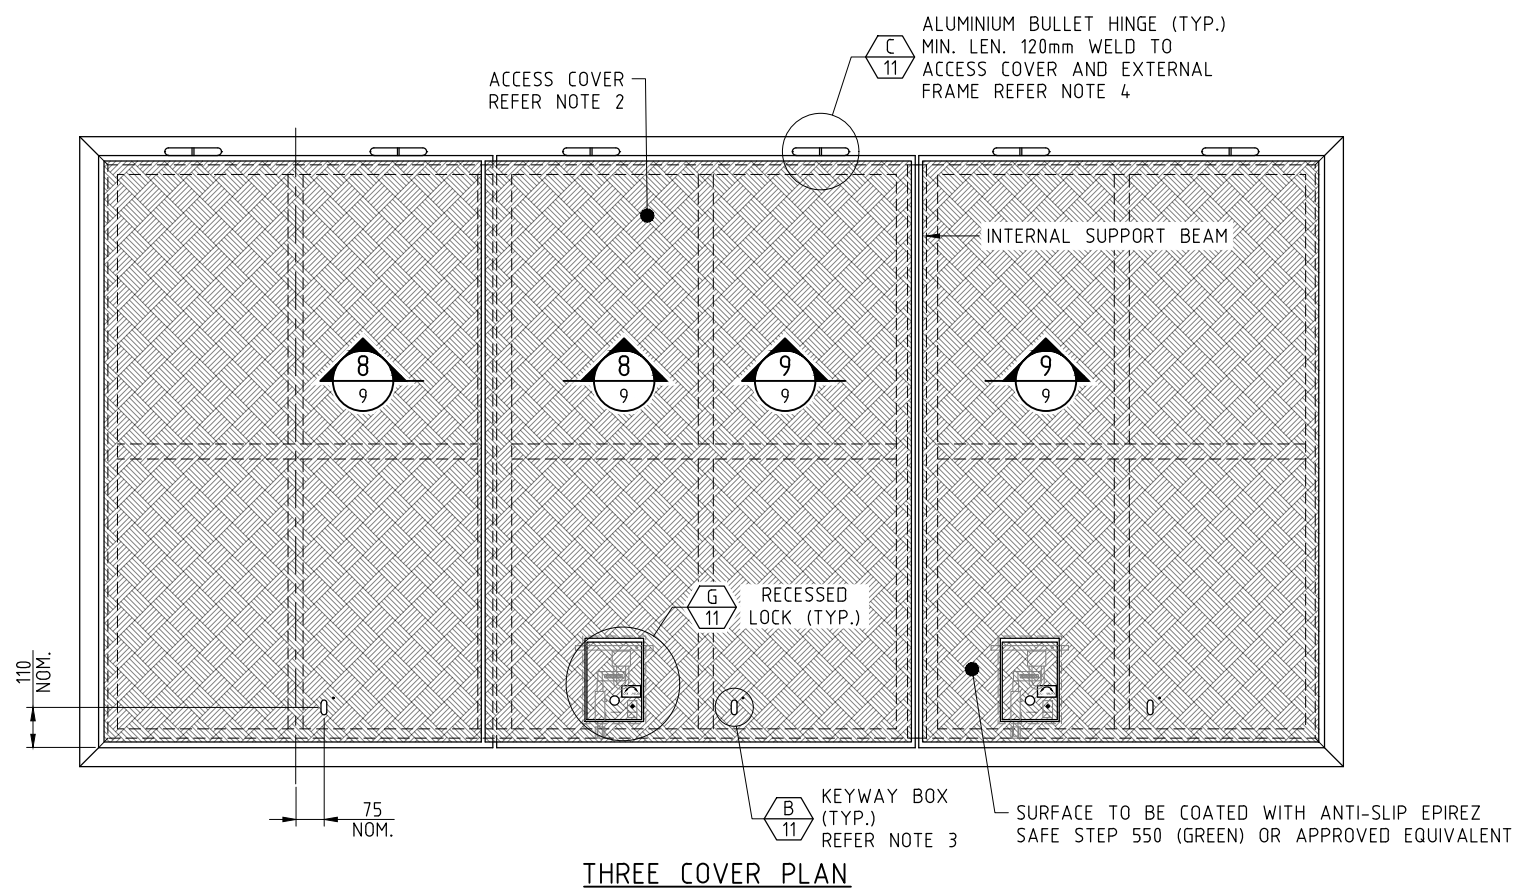 ALUMINIUM BULLET HINGE (TYP.)
MIN. LEN. 120mm WELD TO
ACCESS COVER AND EXTERNAL
FRAME REFER NOTE 4
C
11
ACCESS COVER
REFER NOTE 2
INTERNAL SUPPORT BEAM
8
9
8
9
9
9
9
9
G
11
RECESSED
LOCK (TYP.)
110
NOM.
75
NOM.
B
11
KEYWAY BOX
(TYP.)
REFER NOTE 3
SURFACE TO BE COATED WITH ANTI-SLIP EPIREZ
SAFE STEP 550 (GREEN) OR APPROVED EQUIVALENT
THREE COVER PLAN